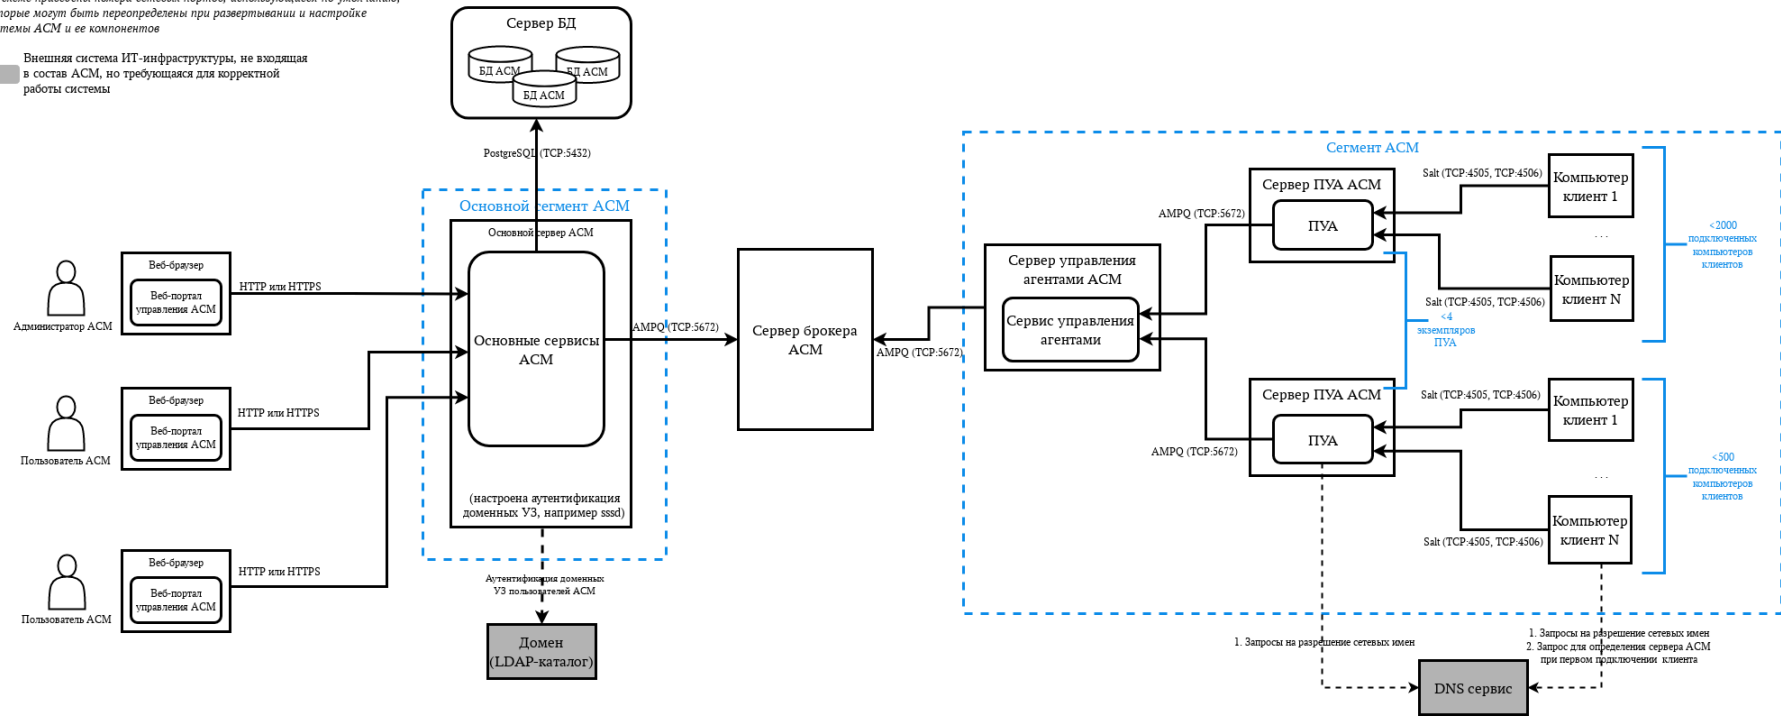 торые могут быть переопределены при развертывании и настройке
темы АСМ и ее компонентов
Внешняя система ИТ-инфраструктуры, не входящая
в состав АСМ, но требующаяся для корректной
работы системы
Сервер БД
БД АСМ
БД АСМ
БД АСМ
PostgreSQL (TCP:5432)
Основной сегмент АСМ
Основной сервер АСМ
Основные сервисы
АСМ
(настроена аутентификация
доменных УЗ, например sssd)
Аутентификация доменных
УЗ пользователей АСМ
Домен
(LDAP-каталог)
Администратор АСМ
Веб-браузер
Веб-портал
управления АСМ
HTTP или HTTPS
Пользователь АСМ
Веб-браузер
Веб-портал
управления АСМ
HTTP или HTTPS
Пользователь АСМ
Веб-браузер
Веб-портал
управления АСМ
HTTP или HTTPS
AMPQ (TCP:5672)
Сервер брокера
АСМ
AMPQ (TCP:5672)
Сегмент АСМ
Сервер управления
агентами АСМ
Сервис управления
агентами
AMPQ (TCP:5672)
Сервер ПУА АСМ
ПУА
Salt (TCP:4505, TCP:4506)
Компьютер
клиент 1
. . .
Компьютер
клиент N
Salt (TCP:4505, TCP:4506)
<2000
подключенных
компьютеров
клиентов
<4
экземпляров
ПУА
AMPQ (TCP:5672)
Сервер ПУА АСМ
ПУА
Salt (TCP:4505, TCP:4506)
Компьютер
клиент 1
. . .
Компьютер
клиент N
Salt (TCP:4505, TCP:4506)
<500
подключенных
компьютеров
клиентов
1. Запросы на разрешение сетевых имен
1. Запросы на разрешение сетевых имен
2. Запрос для определения сервера АСМ
при первом подключении клиента
DNS сервис